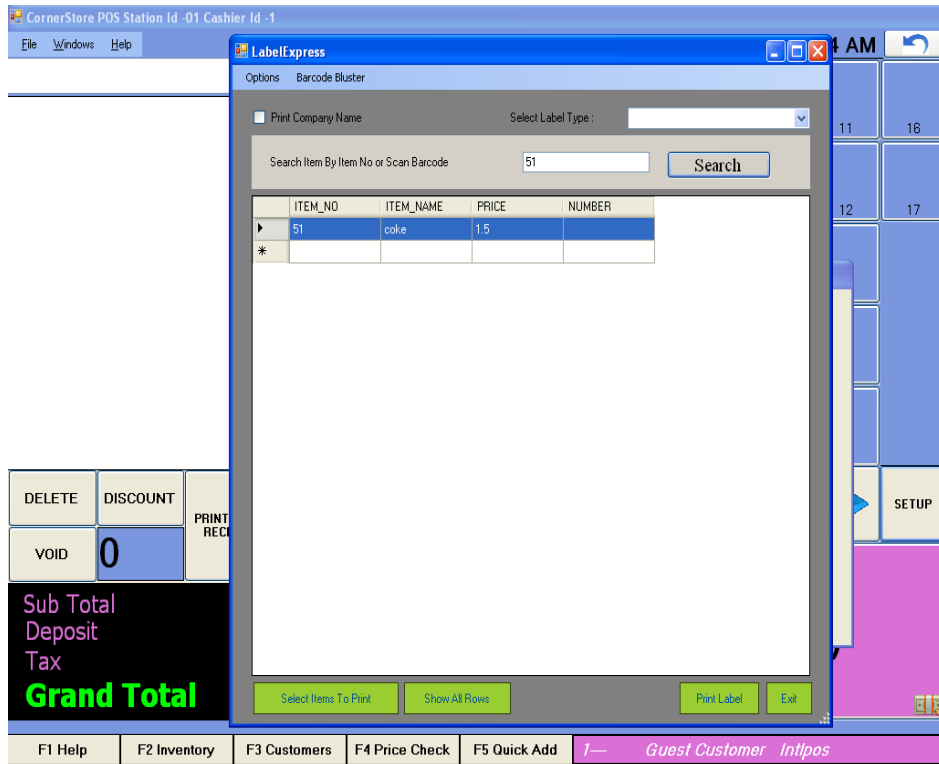 CornerStore POS Station Id -01 Cashier Id -1
File Windows Help
4 AM
LabelExpress
Options Barcode Bluster
Print Company Name Select Label Type :
11 16
Search Item By Item No or Scan Barcode 51 Search
ITEM_NO ITEM_NAME PRICE NUMBER
12 17
51 coke 1.5
DELETE DISCOUNT
PRINT
SETUP
VOID 0
Sub Total
Deposit
Tax
Grand Total
Select Items To Print Show All Rows Print Label Exit
F1 Help F2 Inventory F3 Customers F4 Price Check F5 Quick Add 1— Guest Customer Intlpos